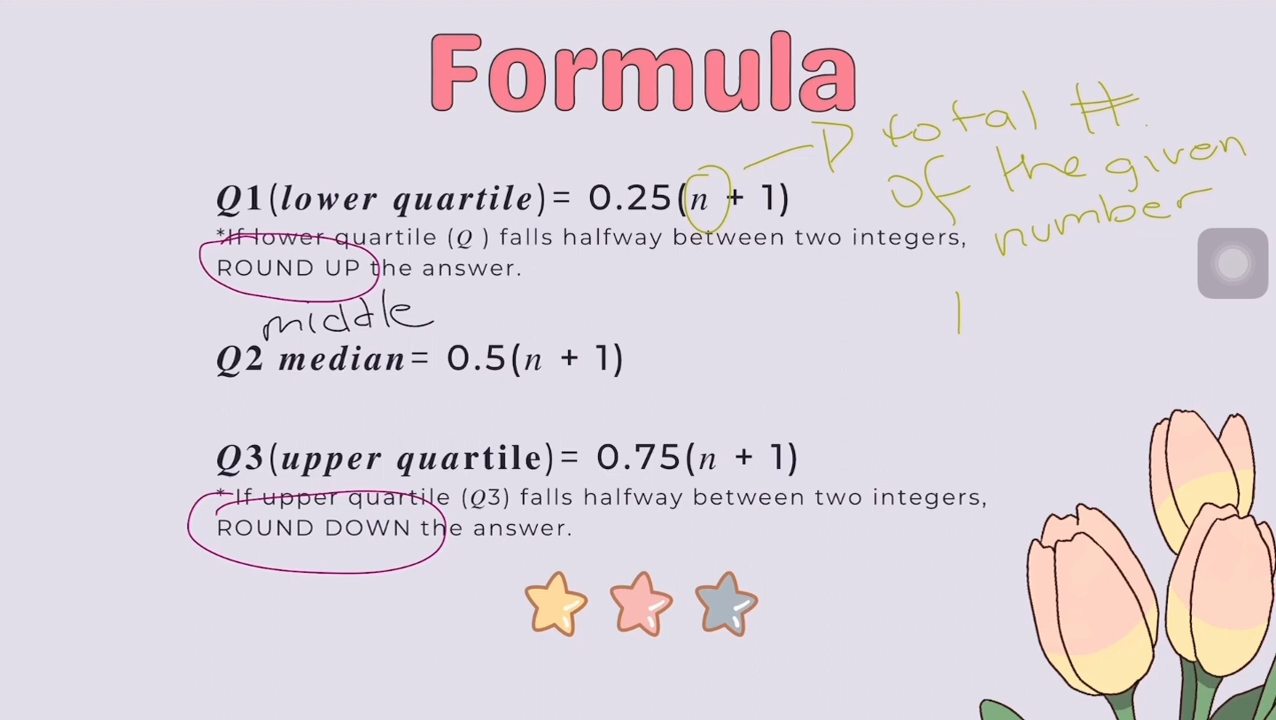 Formula
total #.
of the given
number
Q1(lower quartile)= 0.25(n + 1)
*If lower quartile (Q ) falls halfway between two integers,
ROUND UP the answer.
middle
Q2 median= 0.5(n + 1)
Q3(upper quartile)= 0.75(n + 1)
* If upper quartile (Q3) falls halfway between two integers,
ROUND DOWN the answer.